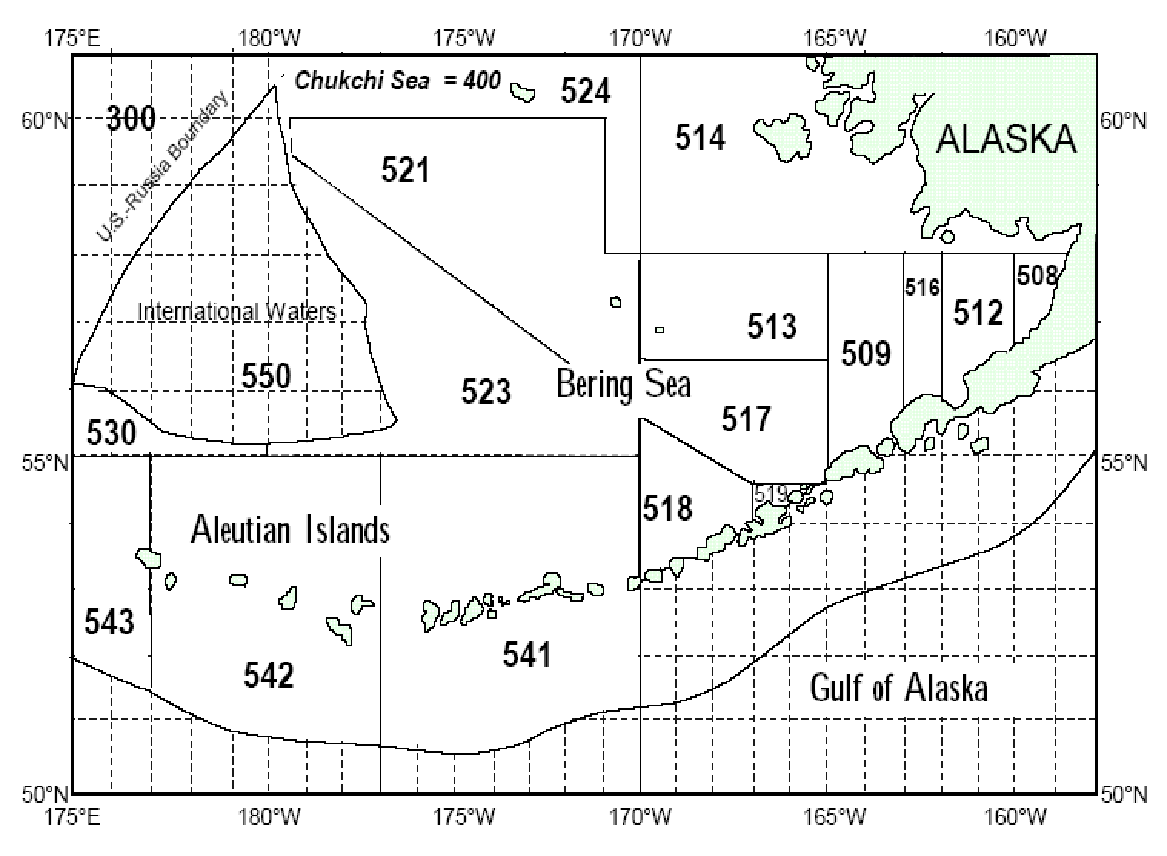 175°E 180°W 175°W 170°W 165°W 160°W
Chukchi Sea = 400
524
60°N
300
60°N
514
ALASKA
U.S.-Russia Boundary
521
508
516
International Waters
512
513
509
550
Bering Sea
523
517
530
55°N
55°N
519
518
Aleutian Islands
543
541
542
Gulf of Alaska
50°N
50°N
175°E 180°W 175°W 170°W 165°W 160°W